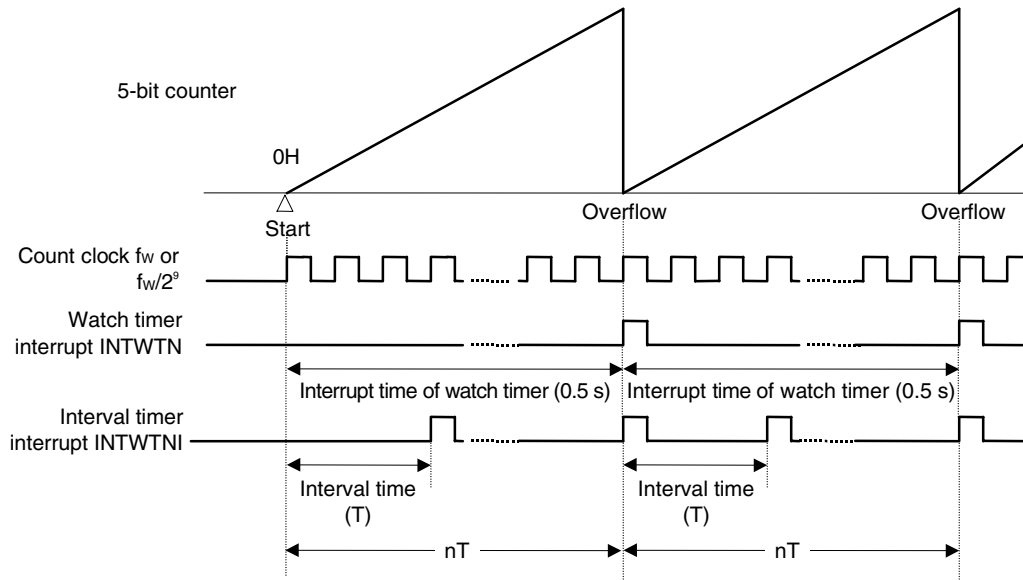 5-bit counter
0H
Start
Overflow
Overflow
Count clock fW or
fW/2⁹
Watch timer
interrupt INTWTN
Interrupt time of watch timer (0.5 s)
Interrupt time of watch timer (0.5 s)
Interval timer
interrupt INTWTNI
Interval time
(T)
Interval time
(T)
nT
nT